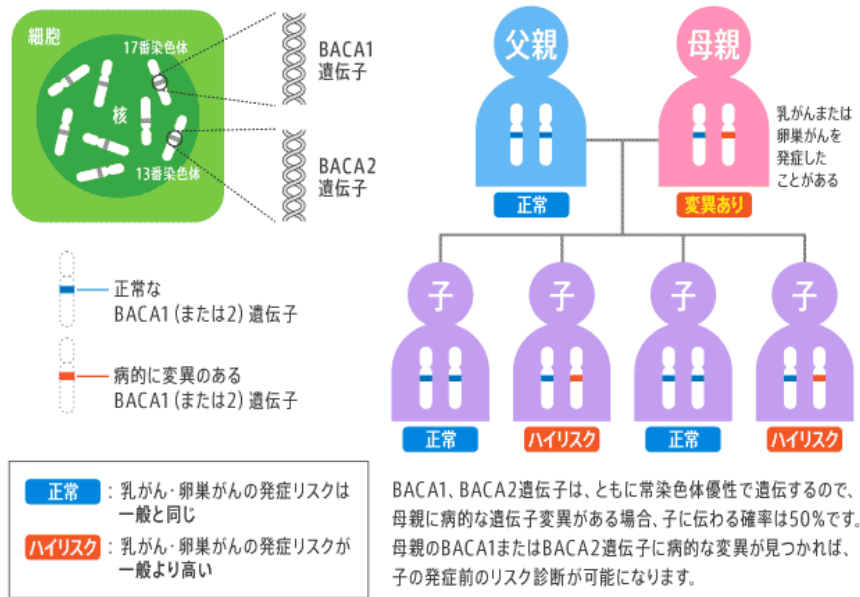 細胞
17番染色体
核
13番染色体
BACA1
遺伝子
BACA2
遺伝子
正常な
BACA1（または2）遺伝子
病的に変異のある
BACA1（または2）遺伝子
正常：乳がん・卵巣がんの発症リスクは
一般と同じ
ハイリスク：乳がん・卵巣がんの発症リスクが
一般より高い
父親
母親
乳がんまたは
卵巣がんを
発症した
ことがある
正常
変異あり
子
子
子
子
正常
ハイリスク
正常
ハイリスク
BACA1、BACA2遺伝子は、ともに常染色体優性で遺伝するので、
母親に病的な遺伝子変異がある場合、子に伝わる確率は50％です。
母親のBACA1またはBACA2遺伝子に病的な変異が見つかれば、
子の発症前のリスク診断が可能になります。